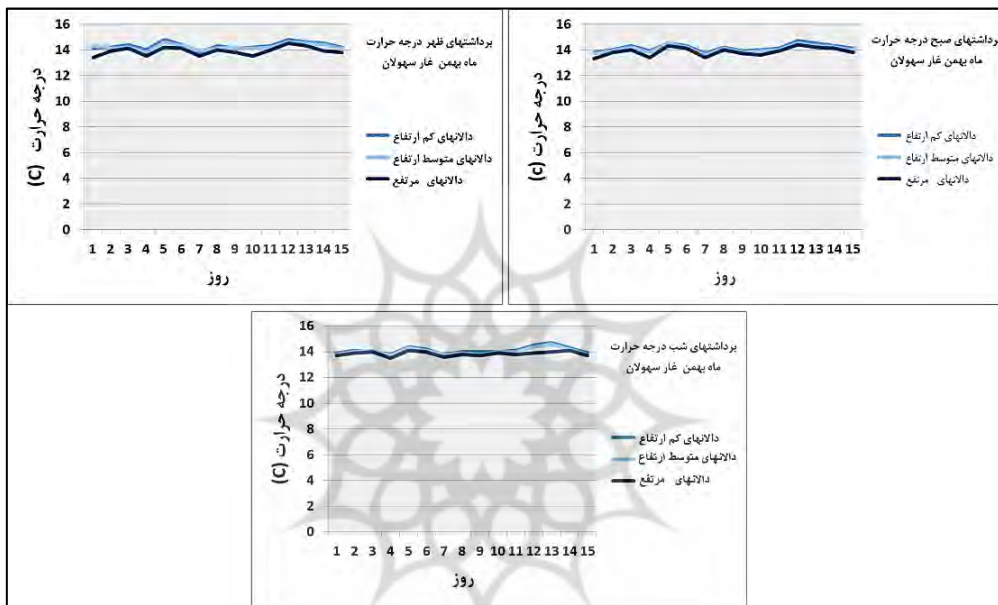 برداشتهای صبح درجه حرارت
ماه بهمن غار سهولان
درجه حرارت (c)
16
14
12
10
8
6
4
2
0
دالانهای کم ارتفاع
دالانهای متوسط ارتفاع
دالانهای مرتفع
1 2 3 4 5 6 7 8 9 10 11 12 13 14 15
روز
برداشتهای ظهر درجه حرارت
ماه بهمن غار سهولان
درجه حرارت (C)
16
14
12
10
8
6
4
2
0
دالانهای کم ارتفاع
دالانهای متوسط ارتفاع
دالانهای مرتفع
1 2 3 4 5 6 7 8 9 10 11 12 13 14 15
روز
برداشتهای شب درجه حرارت
ماه بهمن غار سهولان
درجه حرارت (C)
16
14
12
10
8
6
4
2
0
دالانهای کم ارتفاع
دالانهای متوسط ارتفاع
دالانهای مرتفع
1 2 3 4 5 6 7 8 9 10 11 12 13 14 15
روز